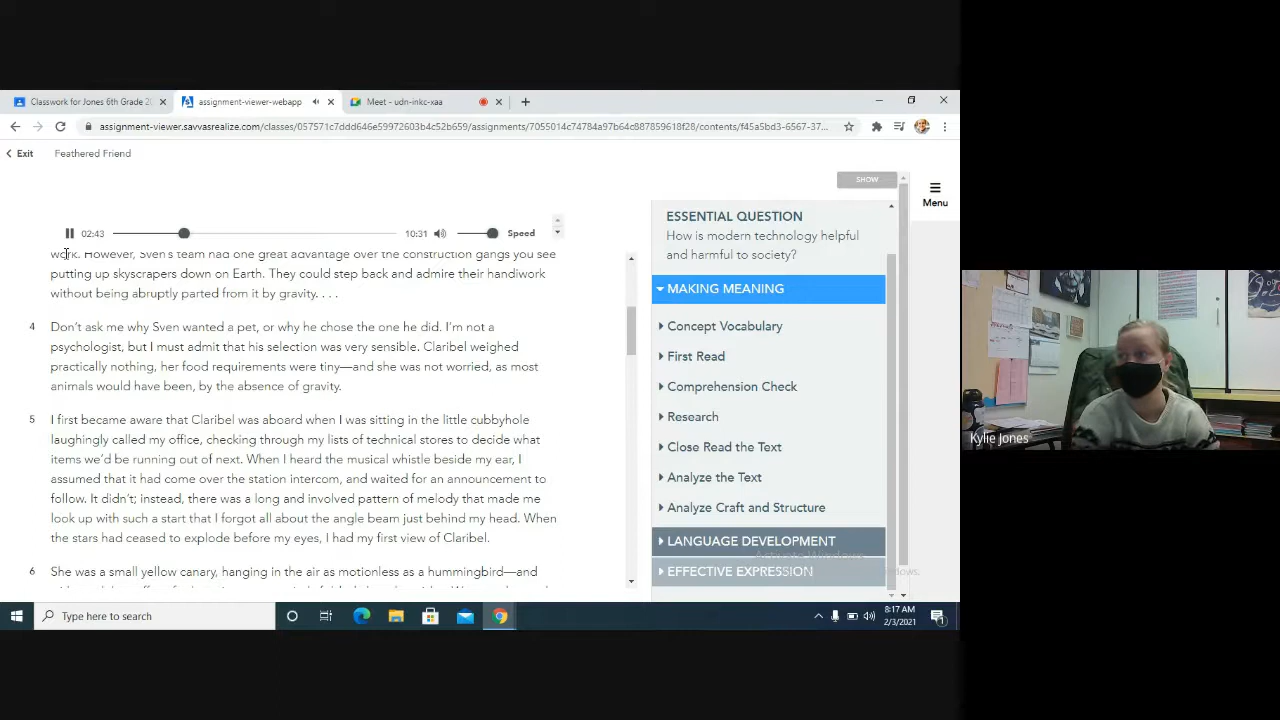 Classwork for Jones 6th Grade 2
assignment-viewer-webapp
Meet - udn-inkc-xaa
assignment-viewer.savvasrealize.com/classes/057571c7ddd646e59972603b4c52b659/assignments/7055014c74784a97b64c887859618f28/contents/f45a5bd3-6567-37...
Exit
Feathered Friend
SHOW
Menu
02:43
10:31
Speed
work. However, Sven's team had one great advantage over the construction gangs you see
putting up skyscrapers down on Earth. They could step back and admire their handiwork
without being abruptly parted from it by gravity. . . .
4
Don't ask me why Sven wanted a pet, or why he chose the one he did. I'm not a
psychologist, but I must admit that his selection was very sensible. Claribel weighed
practically nothing, her food requirements were tiny—and she was not worried, as most
animals would have been, by the absence of gravity.
5
I first became aware that Claribel was aboard when I was sitting in the little cubbyhole
laughingly called my office, checking through my lists of technical stores to decide what
items we'd be running out of next. When I heard the musical whistle beside my ear, I
assumed that it had come over the station intercom, and waited for an announcement to
follow. It didn't; instead, there was a long and involved pattern of melody that made me
look up with such a start that I forgot all about the angle beam just behind my head. When
the stars had ceased to explode before my eyes, I had my first view of Claribel.
6
She was a small yellow canary, hanging in the air as motionless as a hummingbird—and
ESSENTIAL QUESTION
How is modern technology helpful
and harmful to society?
MAKING MEANING
Concept Vocabulary
First Read
Comprehension Check
Research
Close Read the Text
Analyze the Text
Analyze Craft and Structure
LANGUAGE DEVELOPMENT
Activate Windows
EFFECTIVE EXPRESSION
Kylie Jones
Type here to search
8:17 AM
2/3/2021